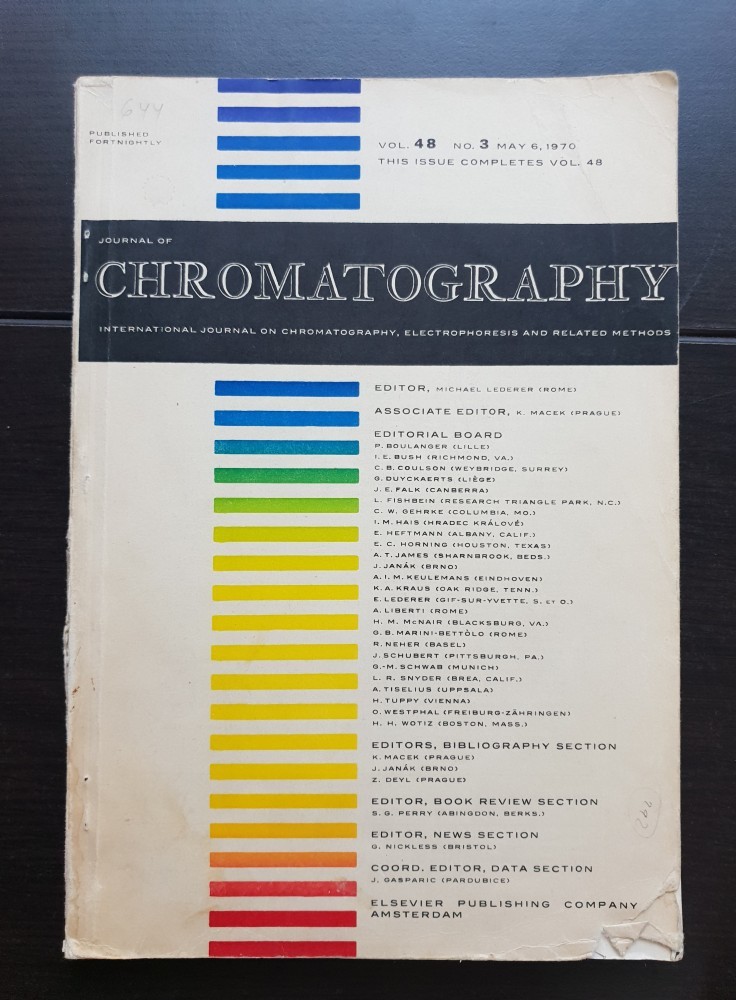 644
PUBLISHED
FORTNIGHTLY
VOL. 48 NO. 3 MAY 6, 1970
THIS ISSUE COMPLETES VOL. 48
JOURNAL OF
CHROMATOGRAPHY
INTERNATIONAL JOURNAL ON CHROMATOGRAPHY, ELECTROPHORESIS AND RELATED METHODS
EDITOR, MICHAEL LEDERER (ROME)
ASSOCIATE EDITOR, K. MACEK (PRAGUE)
EDITORIAL BOARD
P. BOULANGER (LILLE)
I. E. BUSH (RICHMOND, VA.)
C. B. COULSON (WEYBRIDGE, SURREY)
G. DUYCKAERTS (LIÈGE)
J. E. FALK (CANBERRA)
L. FISHBEIN (RESEARCH TRIANGLE PARK, N.C.)
C. W. GEHRKE (COLUMBIA, MO.)
I. M. HAIS (HRADEC KRÁLOVÉ)
E. HEFTMANN (ALBANY, CALIF.)
E. C. HORNING (HOUSTON, TEXAS)
A. T. JAMES (SHARNBROOK, BEDS.)
J. JANÁK (BRNO)
A. I. M. KEULEMANS (EINDHOVEN)
K. A. KRAUS (OAK RIDGE, TENN.)
E. LEDERER (GIF-SUR-YVETTE, S. ET O.)
A. LIBERTI (ROME)
H. M. McNAIR (BLACKSBURG, VA.)
G. B. MARINI-BETTÒLO (ROME)
R. NEHER (BASEL)
J. SCHUBERT (PITTSBURGH, PA.)
G.-M. SCHWAB (MUNICH)
L. R. SNYDER (BREA, CALIF.)
A. TISELIUS (UPPSALA)
H. TUPPY (VIENNA)
O. WESTPHAL (FREIBURG-ZÄHRINGEN)
H. H. WOTIZ (BOSTON, MASS.)
EDITORS, BIBLIOGRAPHY SECTION
K. MACEK (PRAGUE)
J. JANÁK (BRNO)
Z. DEYL (PRAGUE)
EDITOR, BOOK REVIEW SECTION
S. G. PERRY (ABINGDON, BERKS.)
292
EDITOR, NEWS SECTION
G. NICKLESS (BRISTOL)
COORD. EDITOR, DATA SECTION
J. GASPARIC (PARDUBICE)
ELSEVIER PUBLISHING COMPANY
AMSTERDAM